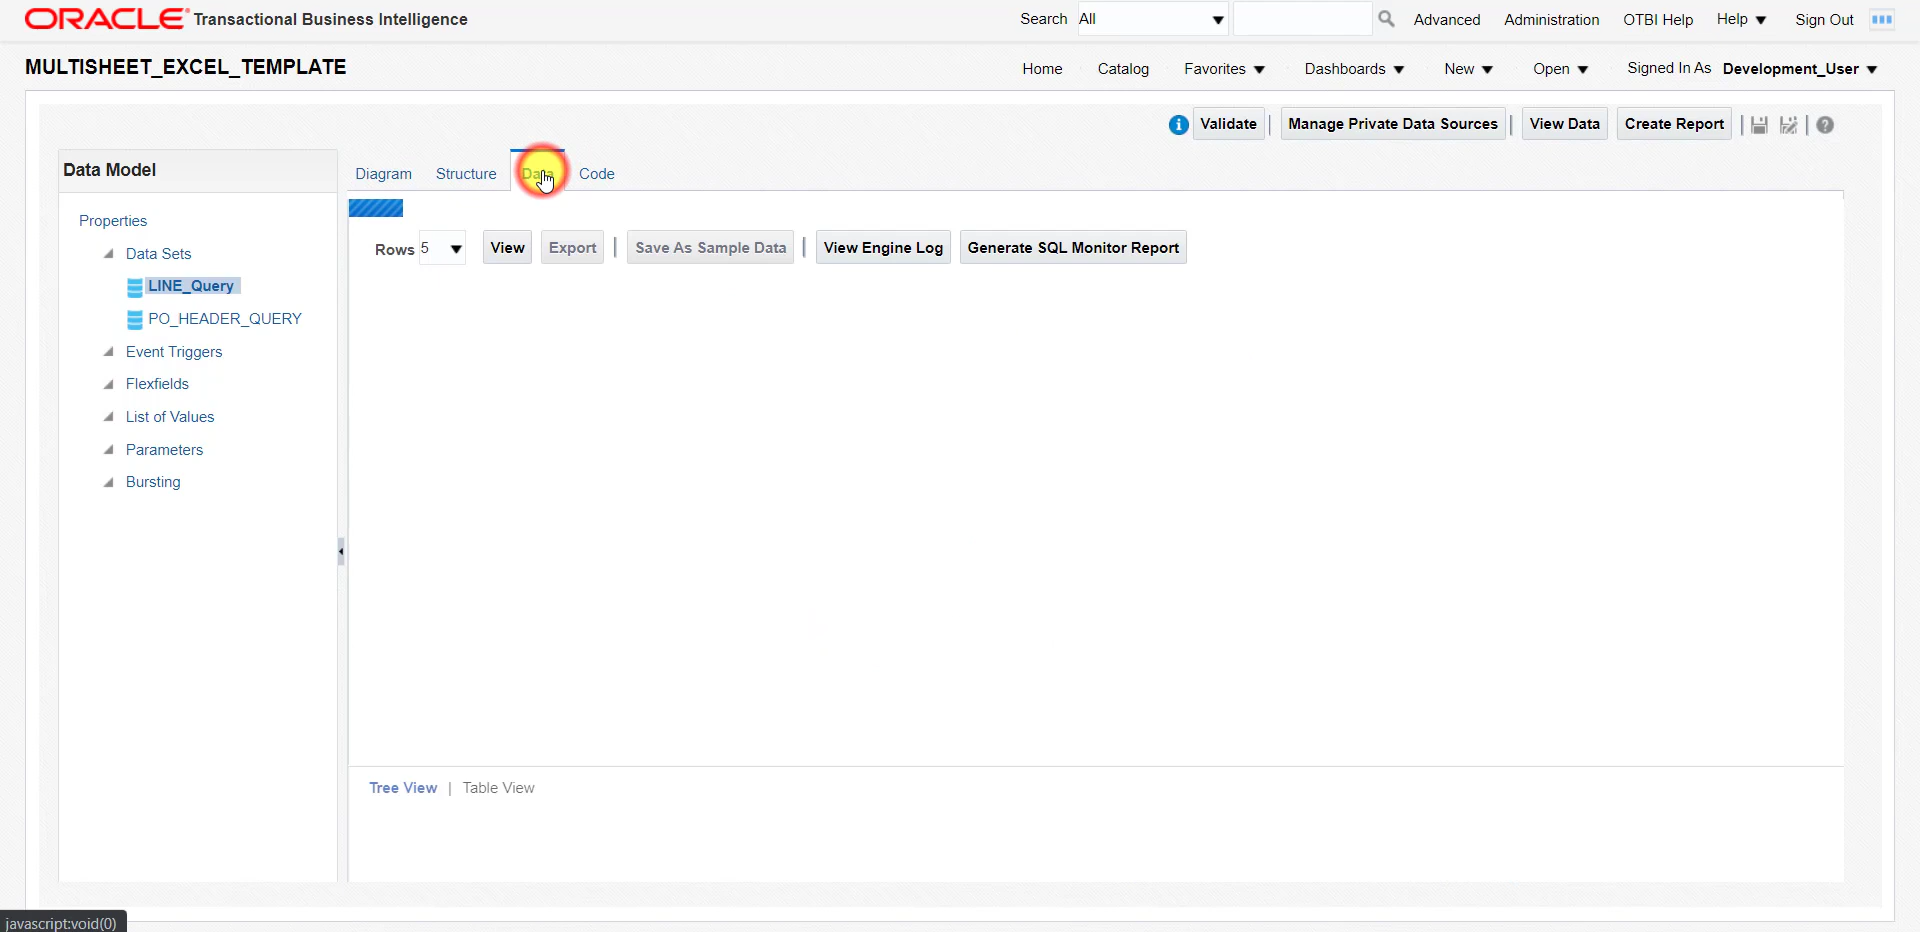 ORACLE Transactional Business Intelligence
Search All Advanced Administration OTBI Help Help Sign Out
MULTISHEET_EXCEL_TEMPLATE
Home Catalog Favorites Dashboards New Open Signed In As Development_User
Validate Manage Private Data Sources View Data Create Report
Data Model
Diagram Structure Data Code
Properties
Data Sets
LINE_Query
PO_HEADER_QUERY
Event Triggers
Flexfields
List of Values
Parameters
Bursting
Rows 5 View Export Save As Sample Data View Engine Log Generate SQL Monitor Report
Tree View | Table View
javascript:void(0)